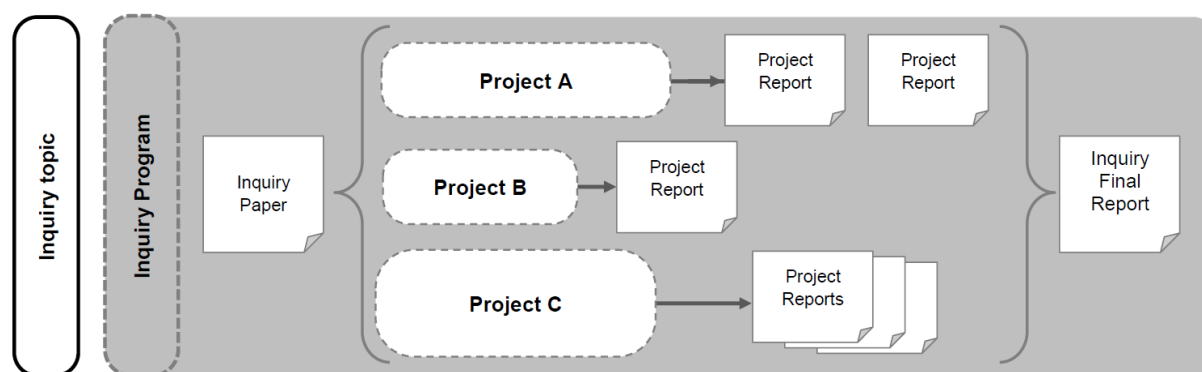 Inquiry topic
Inquiry Program
Inquiry
Paper
Project A
Project
Report
Project
Report
Project B
Project
Report
Project C
Project
Reports
Inquiry
Final
Report